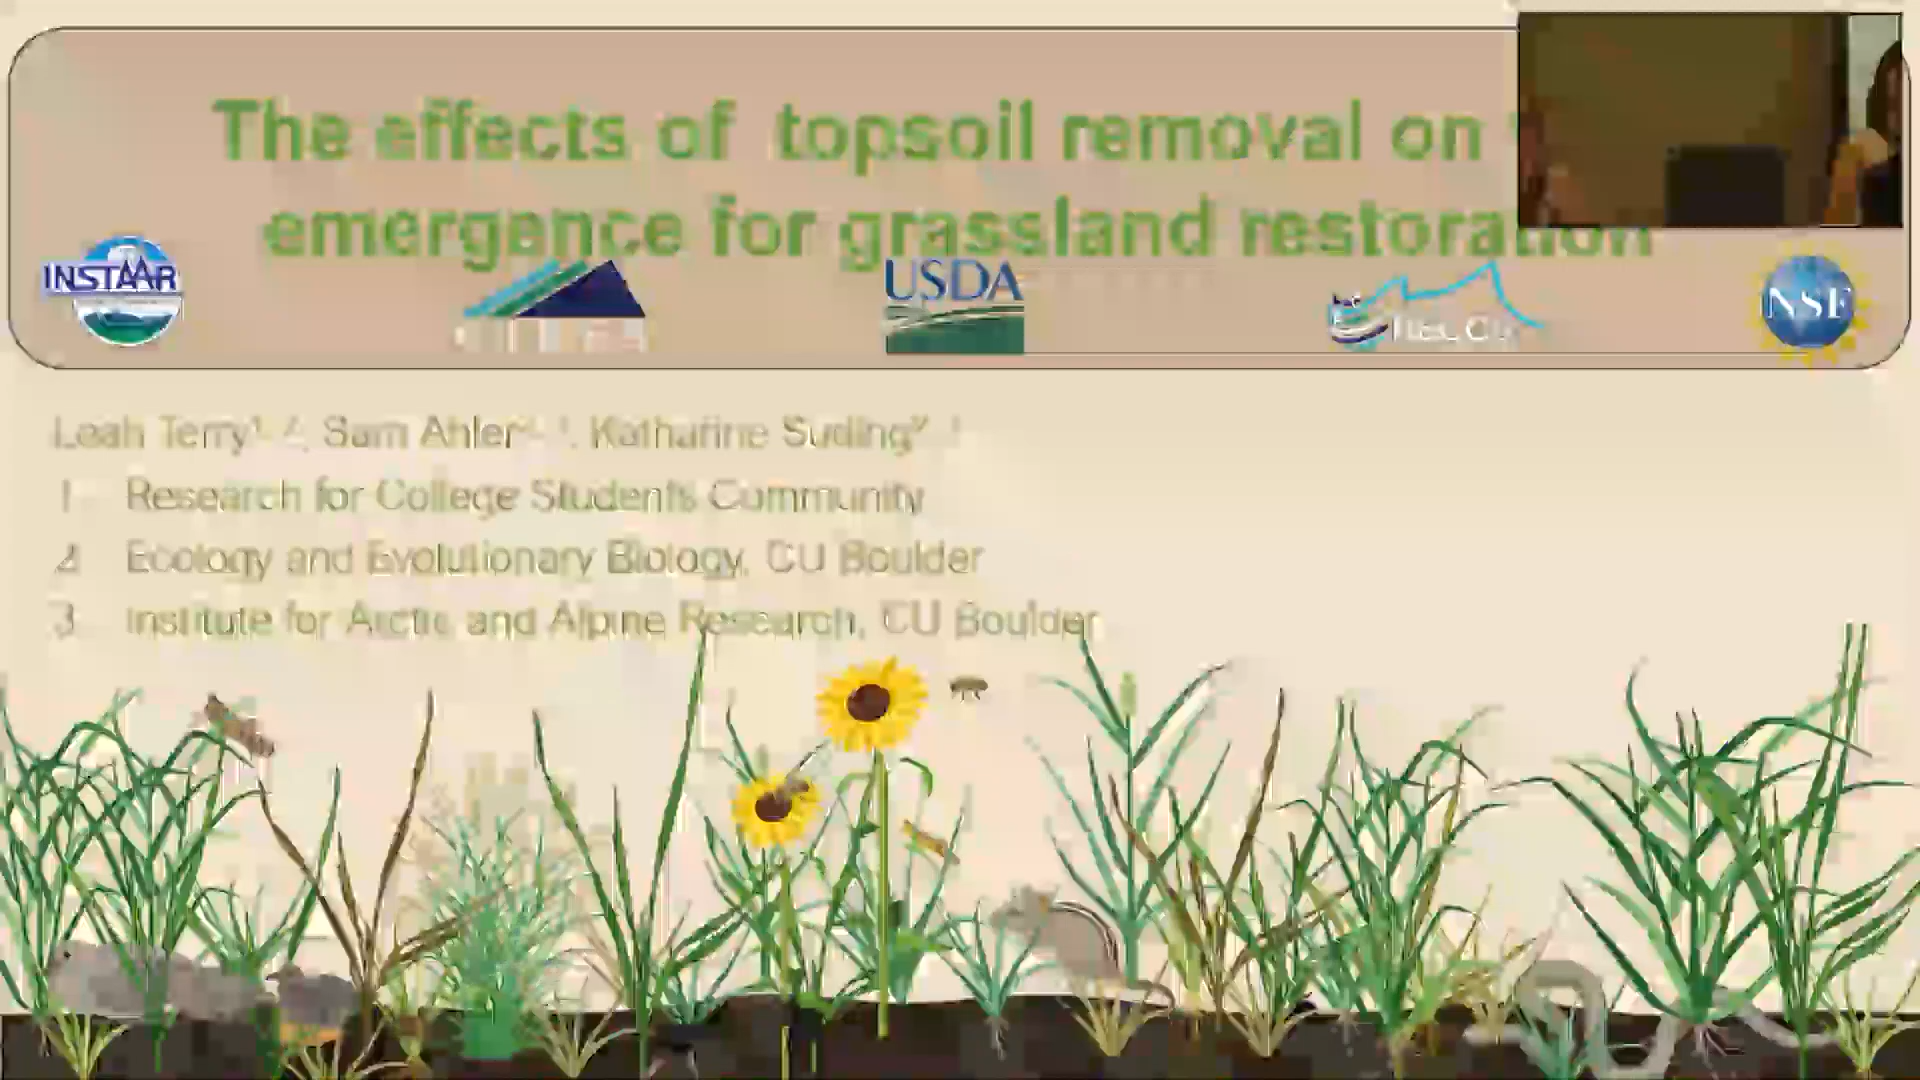 The effects of topsoil removal on
emergence for grassland restoration
INSTAAR
USDA
NSF
Leah Terry Sam Ahler Katharine Suding
1 Research for College Students Community
2 Ecology and Evolutionary Biology, CU Boulder
3 Institute for Arctic and Alpine Research, CU Boulder